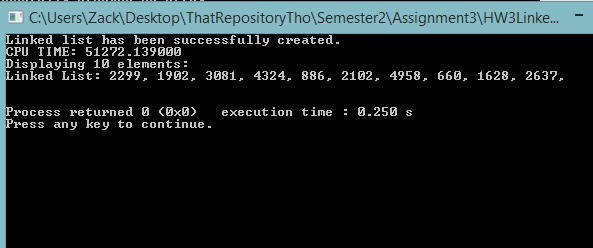 C:\Users\Zack\Desktop\ThatRepositoryTho\Semester2\Assignment3\HW3Linke
Linked list has been successfully created.
CPU TIME: 51272.139000
Displaying 10 elements:
Linked List: 2299, 1902, 3081, 4324, 886, 2102, 4958, 660, 1628, 2637,
Process returned 0 (0x0)   execution time : 0.250 s
Press any key to continue.